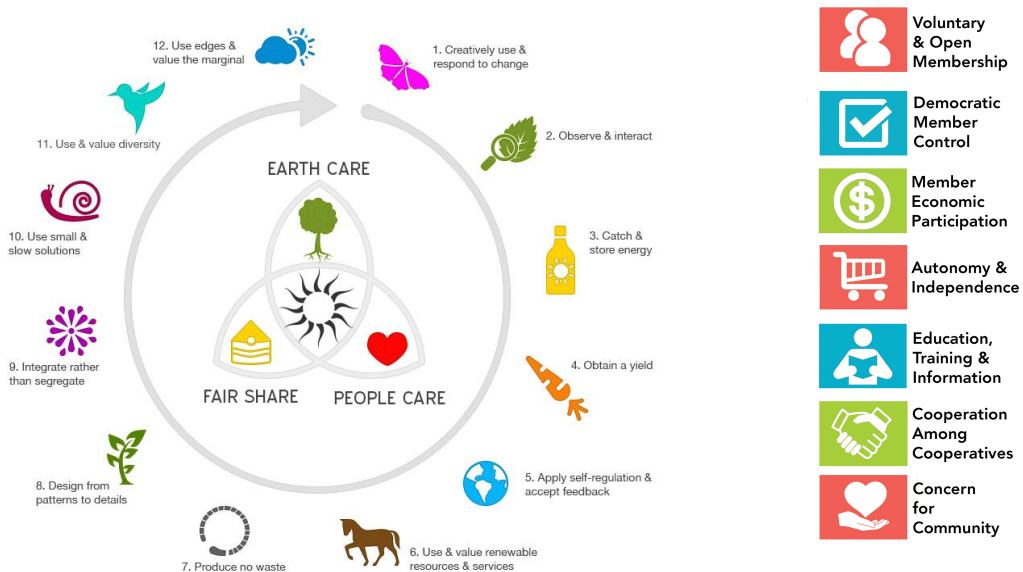 12. Use edges &
value the marginal
1. Creatively use &
respond to change
2. Observe & interact
3. Catch &
store energy
4. Obtain a yield
5. Apply self-regulation &
accept feedback
6. Use & value renewable
resources & services
7. Produce no waste
8. Design from
patterns to details
9. Integrate rather
than segregate
10. Use small &
slow solutions
11. Use & value diversity
EARTH CARE
FAIR SHARE
PEOPLE CARE
Voluntary
& Open
Membership
Democratic
Member
Control
$
Member
Economic
Participation
Autonomy &
Independence
Education,
Training &
Information
Cooperation
Among
Cooperatives
Concern
for
Community